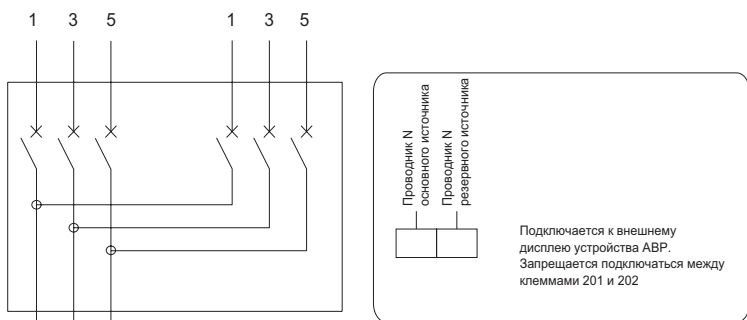 1 3 5 1 3 5
Проводник N
основного источника
Проводник N
резервного источника
Подключается к внешнему
дисплею устройства АВР.
Запрещается подключаться между
клеммами 201 и 202